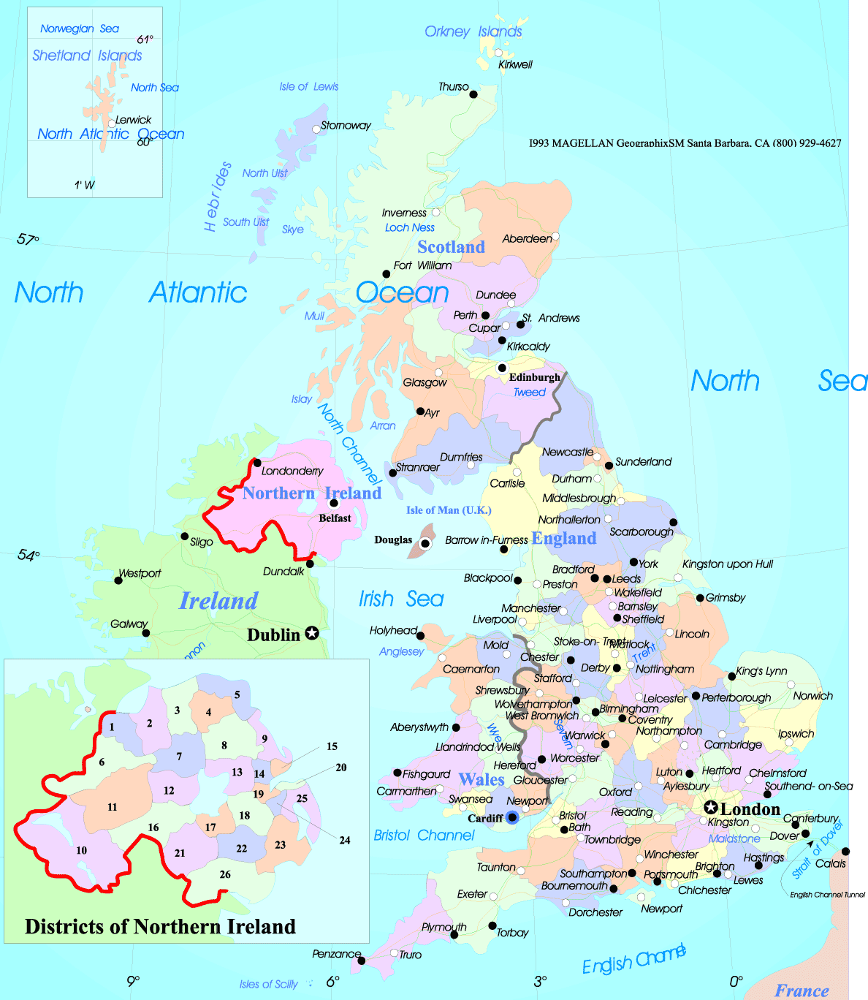 Norwegian Sea
61°
Shetland Islands
North Sea
Lerwick
North Atlantic Ocean
60°
1' W
Orkney Islands
Kirkwell
Thurso
Isle of Lewis
Stornoway
1993 MAGELLAN GeographixSM Santa Barbara, CA (800) 929-4627
North Ulst
Hebrides
South Ulst
Skye
Inverness
Loch Ness
57°
Scotland
Aberdeen
Fort William
North Atlantic Ocean
Dundee
Mull
Perth
St. Andrews
Cupar
Kirkcaldy
Glasgow
Edinburgh
Tweed
North Sea
Islay
North Channel
Arran
Ayr
Dumfries
Stranraer
Newcastle
Sunderland
Londonderry
Carlisle
Durham
Northern Ireland
Middlesbrough
Belfast
Isle of Man (U.K.)
Northallerton
Scarborough
Sligo
Douglas
Barrow in-Furness
England
54°
Dundalk
York
Kingston upon Hull
Westport
Bradford
Leeds
Blackpool
Preston
Wakefield
Ireland
Irish Sea
Grimsby
Manchester
Barnsley
Liverpool
Sheffield
Galway
Dublin
Holyhead
Lincoln
Anglesey
Mold
Stoke-on- Trent
Matlock
Trent
Chester
nnon
Caernarfon
Derby
Nottingham
King's Lynn
Stafford
Shrewsbury
Norwich
Wolverhampton
Leicester
Perterborough
West Bromwich
Birmingham
Coventry
Aberystwyth
Wye
Severn
Warwick
Northampton
Ipswich
Llandrindod Wells
Cambridge
Hereford
Worcester
Fishgaurd
Wales
Gloucester
Luton
Hertford
Chelmsford
Carmarthen
Oxford
Aylesbury
Southend- on-Sea
Swansea
Newport
London
Cardiff
Bristol
Reading
Kingston
Canterbury
Bristol Channel
Bath
Townbridge
Maldstone
Dover
Strait of Dover
Winchester
Hastings
Calais
Taunton
Southampton
Portsmouth
Brighton
Lewes
Bournemouth
Chichester
Exeter
English Channel Tunnel
Dorchester
Newport
Plymouth
Torbay
Penzance
Truro
English Channel
Isles of Scilly
9°
6°
3°
0°
France
1
2
3
4
5
6
7
8
9
10
11
12
13
14
15
16
17
18
19
20
21
22
23
24
25
26
Districts of Northern Ireland